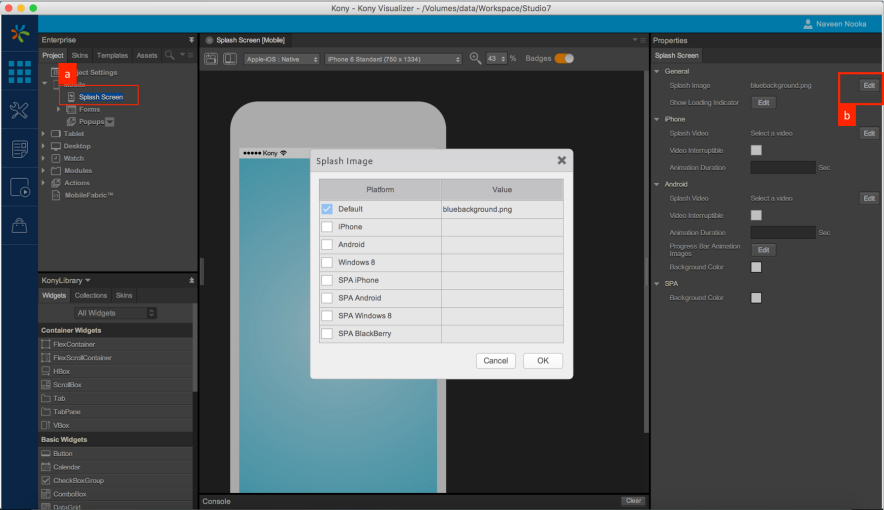 Kony - Kony Visualizer - /Volumes/data/Workspace/Studio7
Naveen Nooka
Enterprise
Project Skins Templates Assets
Project Settings
Mobile
Splash Screen
Forms
Popups
Tablet
Desktop
Watch
Modules
Actions
MobileFabric™
a
KonyLibrary
Widgets Collections Skins
All Widgets
Container Widgets
FlexContainer
FlexScrollContainer
HBox
ScrollBox
Tab
TabPane
VBox
Basic Widgets
Button
Calendar
CheckBoxGroup
ComboBox
DataGrid
Splash Screen [Mobile]
Apple-iOS : Native iPhone 6 Standard (750 x 1334) 43 % Badges
Kony
Splash Image
Platform Value
Default bluebackground.png
iPhone
Android
Windows 8
SPA iPhone
SPA Android
SPA Windows 8
SPA BlackBerry
Cancel OK
Console Clear
Properties
Splash Screen
General
Splash Image bluebackground.png Edit
Show Loading Indicator Edit
b
iPhone
Splash Video Select a video Edit
Video Interruptible
Animation Duration Sec
Android
Splash Video Select a video Edit
Video Interruptible
Animation Duration Sec
Progress Bar Animation
Images Edit
Background Color
SPA
Background Color